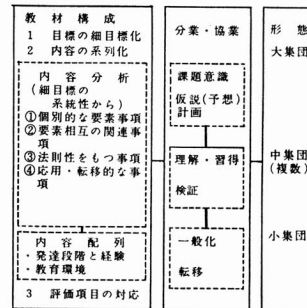 教材構成
1 目標の細目標化
2 内容の系列化
内容分析
(細目標の
系統性から)
①個別的な要素事項
②要素相互の関連事
項
③法則性をもつ事項
④応用・転移的な事
項
内容配列
・発達段階と経験
・教育環境
3 評価項目の対応
分業・協業
課題意識
仮説(予想)
計画
理解・習得
検証
一般化
転移
形態
大集団
中集団
(複数)
小集団